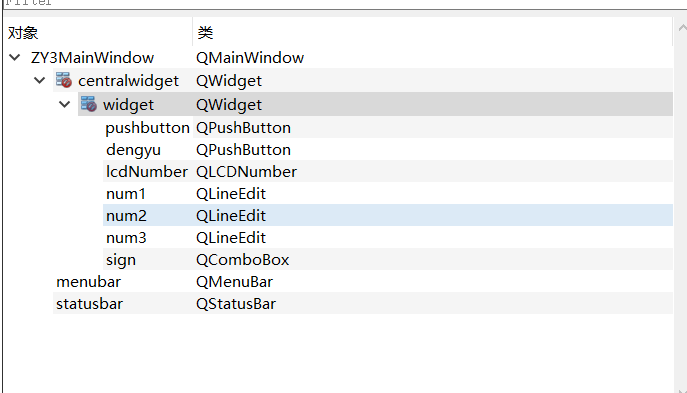 Filter
对象 类
ZY3MainWindow QMainWindow
centralwidget QWidget
widget QWidget
pushbutton QPushButton
dengyu QPushButton
lcdNumber QLCDNumber
num1 QLineEdit
num2 QLineEdit
num3 QLineEdit
sign QComboBox
menubar QMenuBar
statusbar QStatusBar